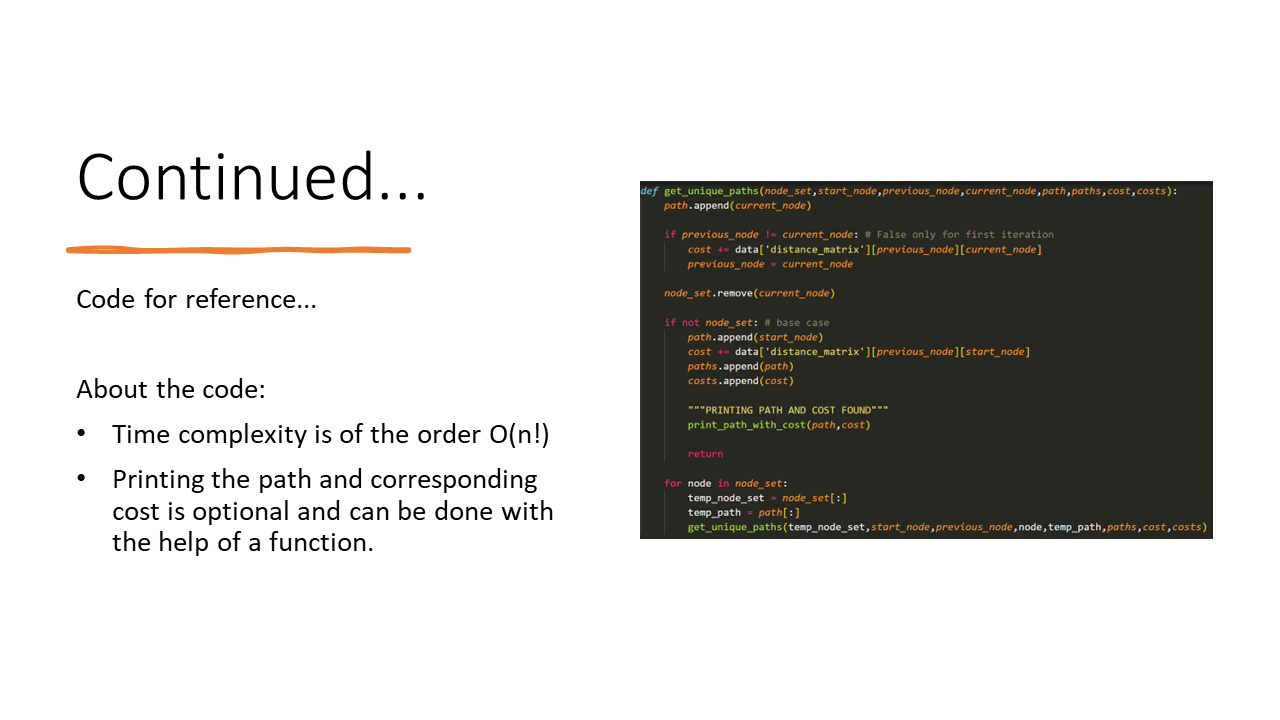 Continued...
Code for reference...
About the code:
• Time complexity is of the order O(n!)
• Printing the path and corresponding
cost is optional and can be done with
the help of a function.
def get_unique_paths(node_set,start_node,previous_node,current_node,path,paths,cost,costs):
    path.append(current_node)
    if previous_node != current_node: # False only for first iteration
        cost += data['distance_matrix'][previous_node][current_node]
        previous_node = current_node
    node_set.remove(current_node)
    if not node_set: # base case
        path.append(start_node)
        cost += data['distance_matrix'][previous_node][start_node]
        paths.append(path)
        costs.append(cost)
        """PRINTING PATH AND COST FOUND"""
        print_path_with_cost(path,cost)
        return
    for node in node_set:
        temp_node_set = node_set[:]
        temp_path = path[:]
        get_unique_paths(temp_node_set,start_node,previous_node,node,temp_path,paths,cost,costs)